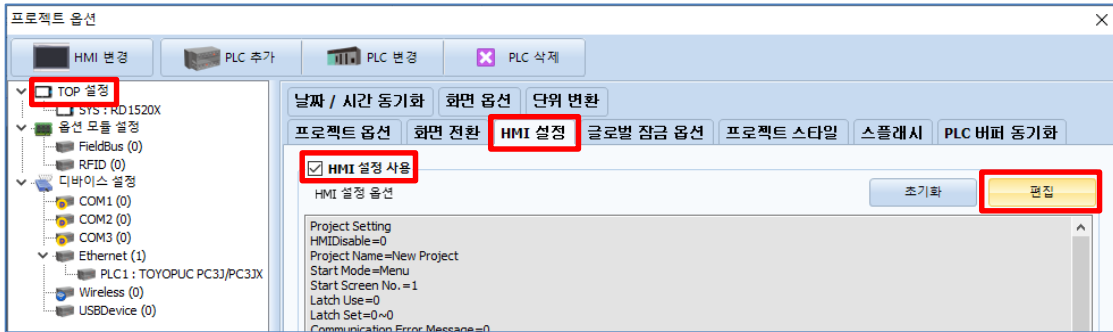 프로젝트 옵션
HMI 변경
PLC 추가
PLC 변경
PLC 삭제
TOP 설정
SYS : RD1520X
옵션 모듈 설정
FieldBus (0)
RFID (0)
디바이스 설정
COM1 (0)
COM2 (0)
COM3 (0)
Ethernet (1)
PLC1 : TOYOPUC PC3J/PC3JX
Wireless (0)
USBDevice (0)
날짜 / 시간 동기화 화면 옵션 단위 변환
프로젝트 옵션 화면 전환 HMI 설정 글로벌 잠금 옵션 프로젝트 스타일 스플래시 PLC 버퍼 동기화
HMI 설정 사용
HMI 설정 옵션
초기화
편집
Project Setting
HMIDisable=0
Project Name=New Project
Start Mode=Menu
Start Screen No.=1
Latch Use=0
Latch Set=0~0
Communication Error Message=0